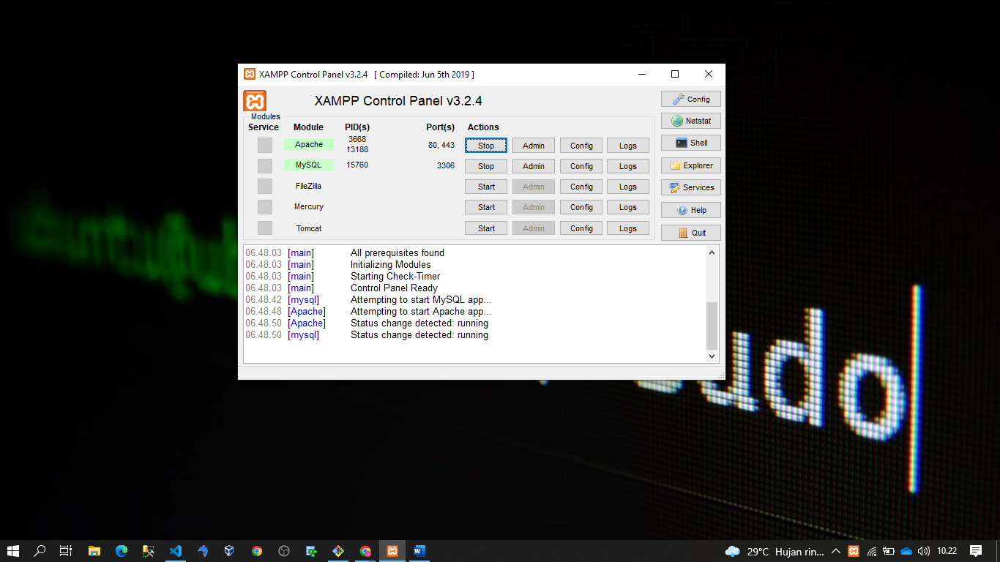 XAMPP Control Panel v3.2.4 [ Compiled: Jun 5th 2019 ]
XAMPP Control Panel v3.2.4
Config
Modules
Service Module PID(s) Port(s) Actions
Netstat
Apache 3668 13188 80, 443 Stop Admin Config Logs
Shell
MySQL 15760 3306 Stop Admin Config Logs
Explorer
FileZilla Start Admin Config Logs
Services
Mercury Start Admin Config Logs
Help
Tomcat Start Admin Config Logs
Quit
06.48.03 [main] All prerequisites found
06.48.03 [main] Initializing Modules
06.48.03 [main] Starting Check-Timer
06.48.03 [main] Control Panel Ready
06.48.42 [mysql] Attempting to start MySQL app...
06.48.48 [Apache] Attempting to start Apache app...
06.48.50 [Apache] Status change detected: running
06.48.50 [mysql] Status change detected: running
sudo
29°C Hujan rin... 10.22